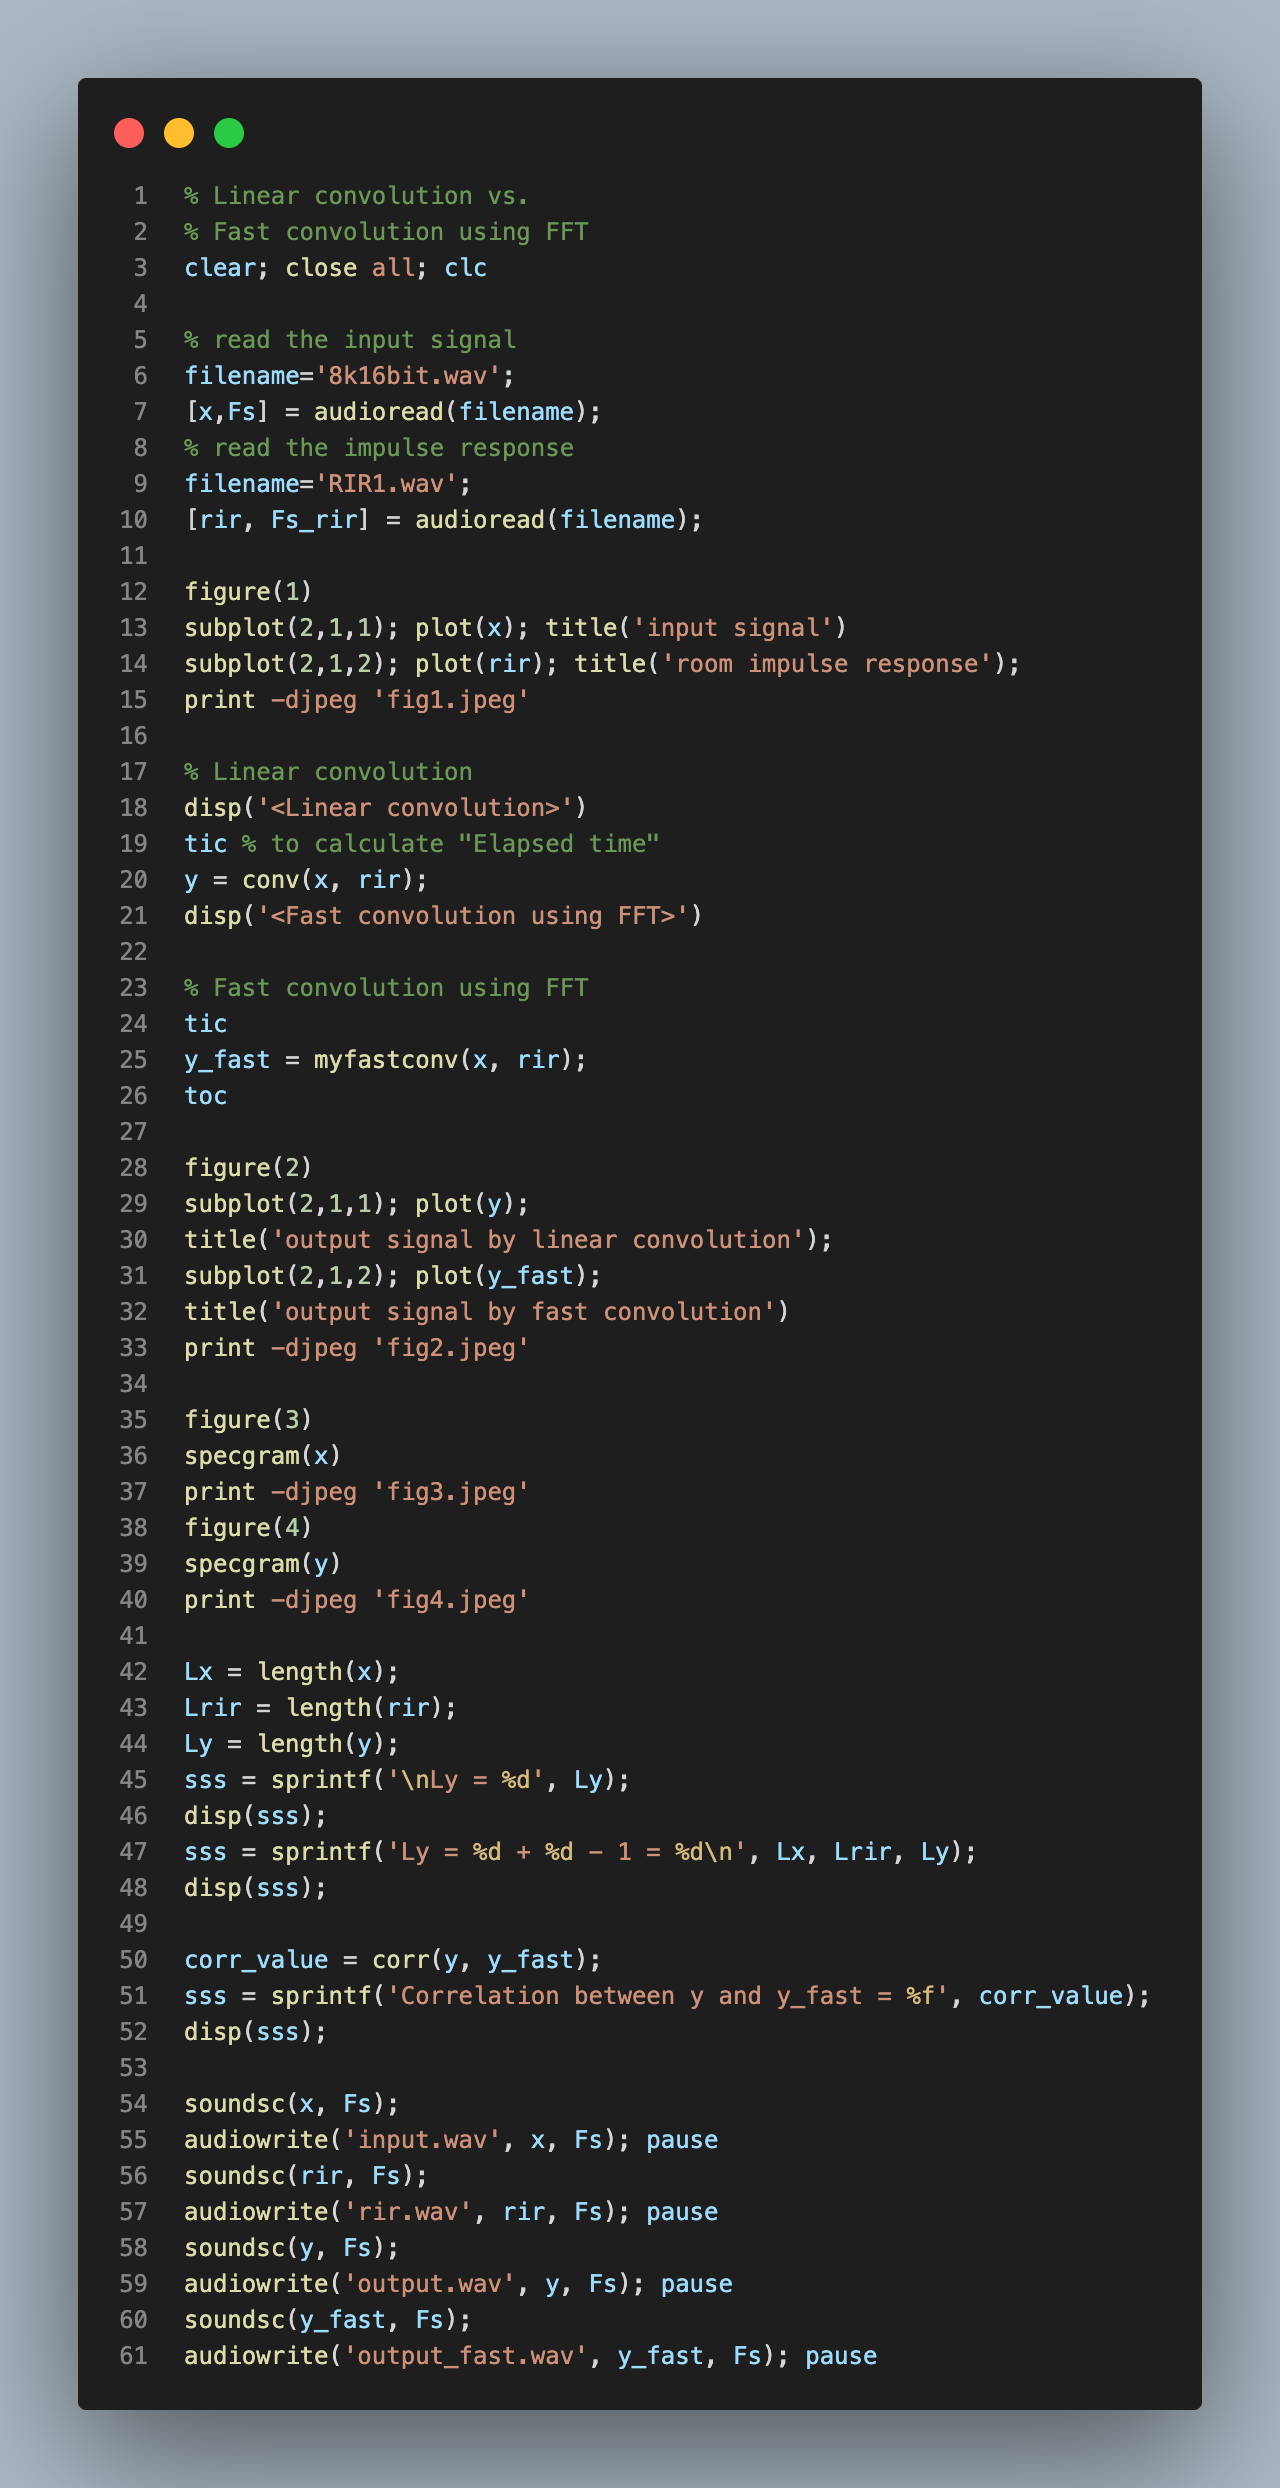 1 % Linear convolution vs.
2 % Fast convolution using FFT
3 clear; close all; clc
4
5 % read the input signal
6 filename='8k16bit.wav';
7 [x,Fs] = audioread(filename);
8 % read the impulse response
9 filename='RIR1.wav';
10 [rir, Fs_rir] = audioread(filename);
11
12 figure(1)
13 subplot(2,1,1); plot(x); title('input signal')
14 subplot(2,1,2); plot(rir); title('room impulse response');
15 print -djpeg 'fig1.jpeg'
16
17 % Linear convolution
18 disp('<Linear convolution>')
19 tic % to calculate "Elapsed time"
20 y = conv(x, rir);
21 disp('<Fast convolution using FFT>')
22
23 % Fast convolution using FFT
24 tic
25 y_fast = myfastconv(x, rir);
26 toc
27
28 figure(2)
29 subplot(2,1,1); plot(y);
30 title('output signal by linear convolution');
31 subplot(2,1,2); plot(y_fast);
32 title('output signal by fast convolution')
33 print -djpeg 'fig2.jpeg'
34
35 figure(3)
36 specgram(x)
37 print -djpeg 'fig3.jpeg'
38 figure(4)
39 specgram(y)
40 print -djpeg 'fig4.jpeg'
41
42 Lx = length(x);
43 Lrir = length(rir);
44 Ly = length(y);
45 sss = sprintf('\nLy = %d', Ly);
46 disp(sss);
47 sss = sprintf('Ly = %d + %d - 1 = %d\n', Lx, Lrir, Ly);
48 disp(sss);
49
50 corr_value = corr(y, y_fast);
51 sss = sprintf('Correlation between y and y_fast = %f', corr_value);
52 disp(sss);
53
54 soundsc(x, Fs);
55 audiowrite('input.wav', x, Fs); pause
56 soundsc(rir, Fs);
57 audiowrite('rir.wav', rir, Fs); pause
58 soundsc(y, Fs);
59 audiowrite('output.wav', y, Fs); pause
60 soundsc(y_fast, Fs);
61 audiowrite('output_fast.wav', y_fast, Fs); pause